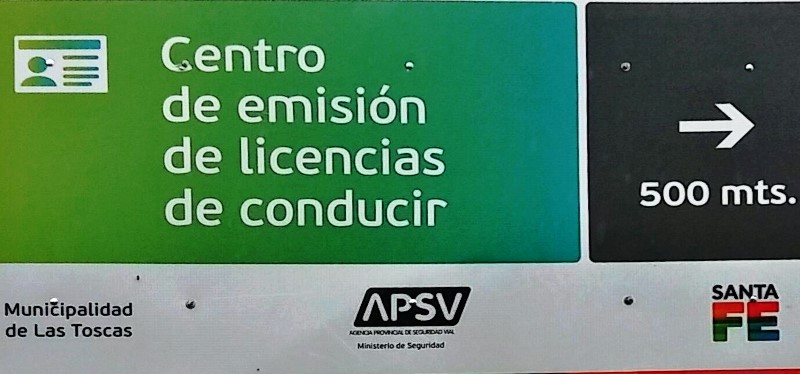 Centro
de emisión
de licencias
de conducir
500 mts.
Municipalidad
de Las Toscas
APSV
AGENCIA PROVINCIAL DE SEGURIDAD VIAL
Ministerio de Seguridad
SANTA
FE